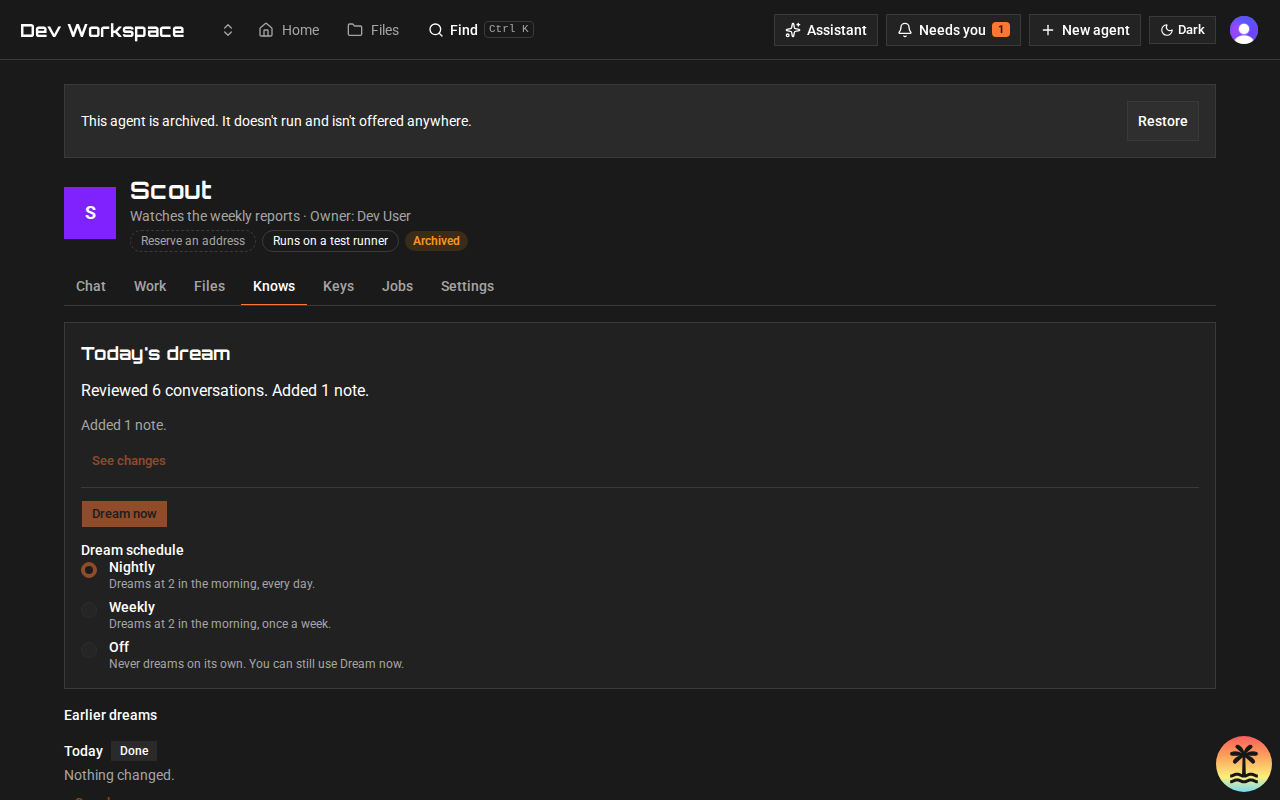 Dev Workspace
Home
Files
Find
Ctrl K
Assistant
Needs you
1
New agent
Dark
This agent is archived. It doesn't run and isn't offered anywhere.
Restore
S
Scout
Watches the weekly reports · Owner: Dev User
Reserve an address
Runs on a test runner
Archived
Chat
Work
Files
Knows
Keys
Jobs
Settings
Today's dream
Reviewed 6 conversations. Added 1 note.
Added 1 note.
See changes
Dream now
Dream schedule
Nightly
Dreams at 2 in the morning, every day.
Weekly
Dreams at 2 in the morning, once a week.
Off
Never dreams on its own. You can still use Dream now.
Earlier dreams
Today
Done
Nothing changed.